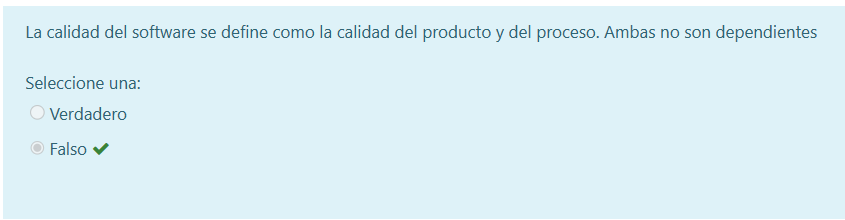 La calidad del software se define como la calidad del producto y del proceso. Ambas no son dependientes
Seleccione una:
Verdadero
Falso